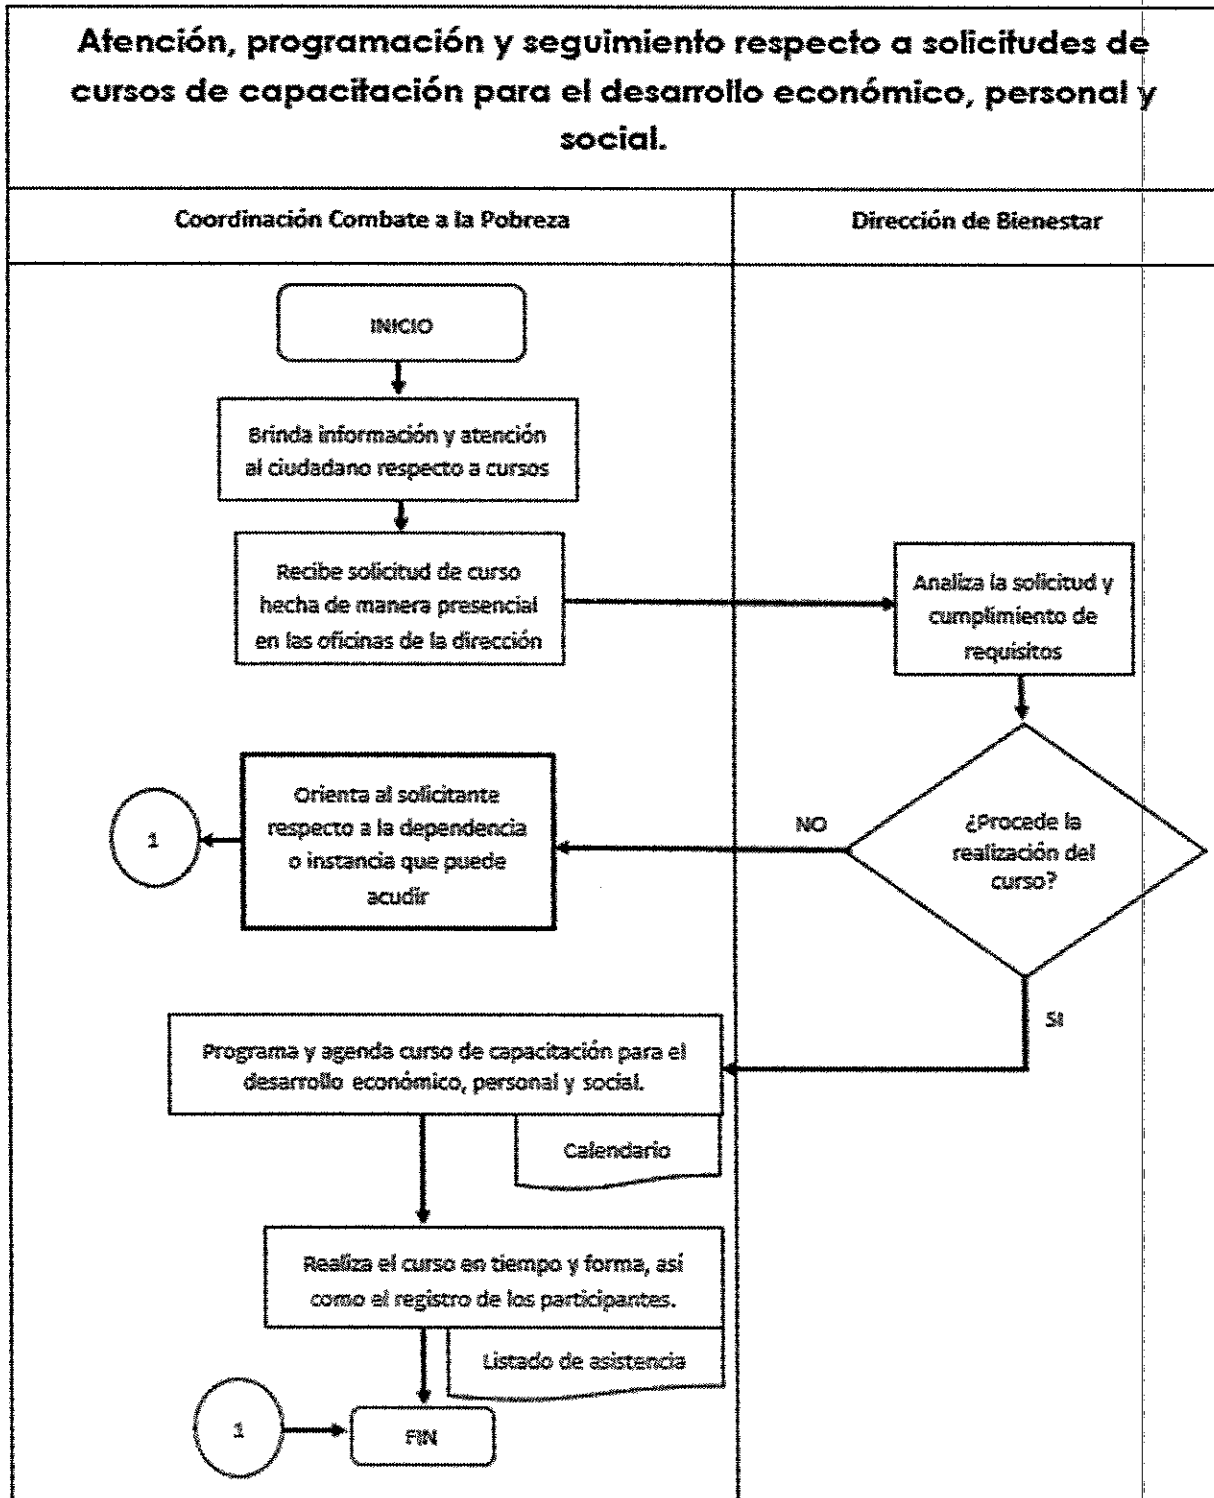 Atención, programación y seguimiento respecto a solicitudes de
cursos de capacitación para el desarrollo económico, personal y
social.
Coordinación Combate a la Pobreza
Dirección de Bienestar
INICIO
Brinda información y atención
al ciudadano respecto a cursos
Recibe solicitud de curso
hecha de manera presencial
en las oficinas de la dirección
Analiza la solicitud y
cumplimiento de
requisitos
¿Procede la
realización del
curso?
NO
Orienta al solicitante
respecto a la dependencia
o instancia que puede
acudir
1
SI
Programa y agenda curso de capacitación para el
desarrollo económico, personal y social.
Calendario
Realiza el curso en tiempo y forma, así
como el registro de los participantes.
Listado de asistencia
1
FIN